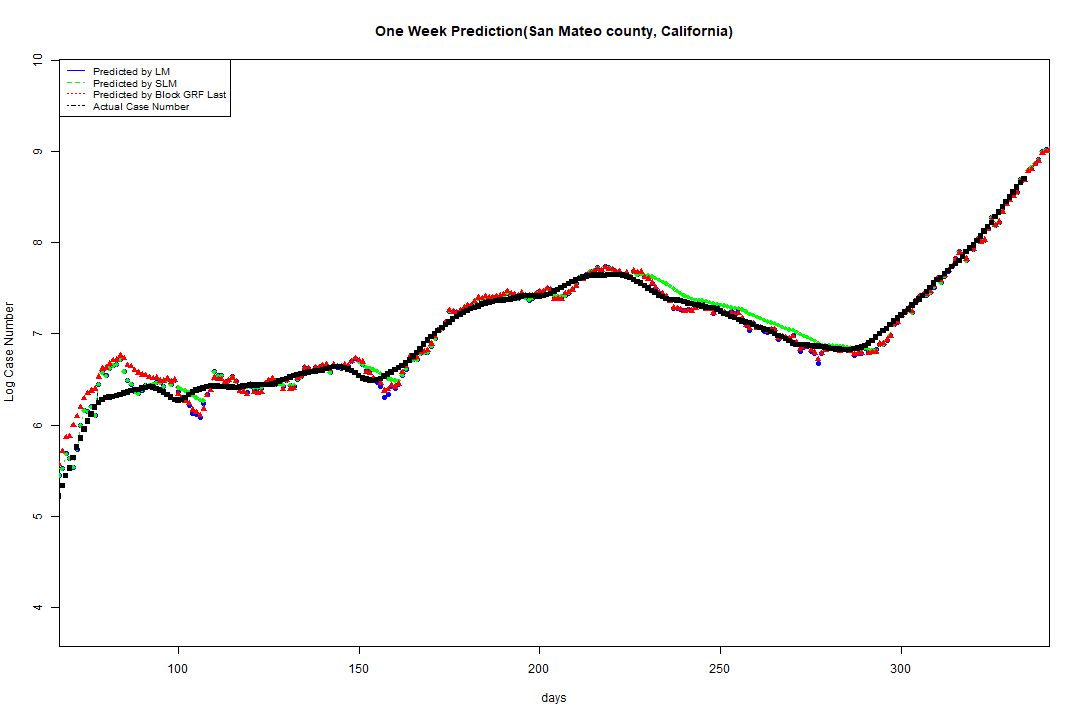 One Week Prediction(San Mateo county, California)
Predicted by LM
Predicted by SLM
Predicted by Block GRF Last
Actual Case Number
Log Case Number
10
9
8
7
6
5
4
100 150 200 250 300
days